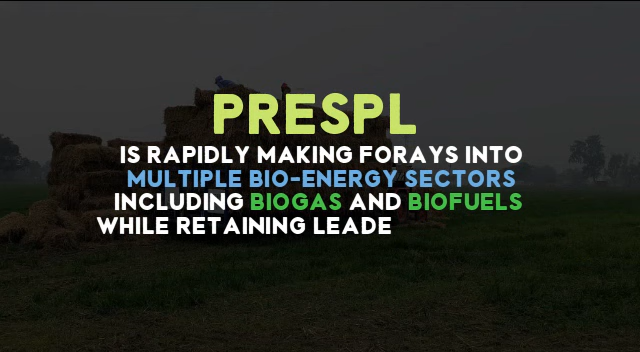 PRESPL
IS RAPIDLY MAKING FORAYS INTO
MULTIPLE BIO-ENERGY SECTORS
INCLUDING BIOGAS AND BIOFUELS
WHILE RETAINING LEADE